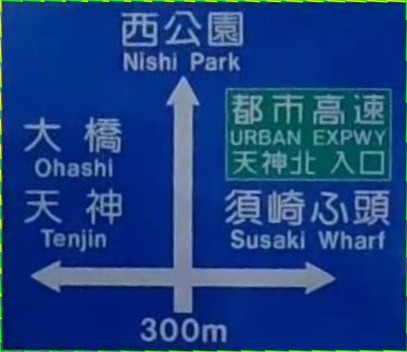 西公園
Nishi Park
大橋
Ohashi
天神
Tenjin
都市高速
URBAN EXPWY
天神北 入口
須崎ふ頭
Susaki Wharf
300m